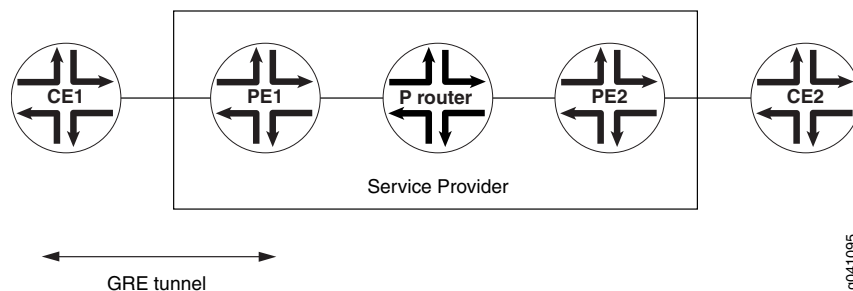 CE1 PE1 P router PE2 CE2
Service Provider
GRE tunnel
g041095